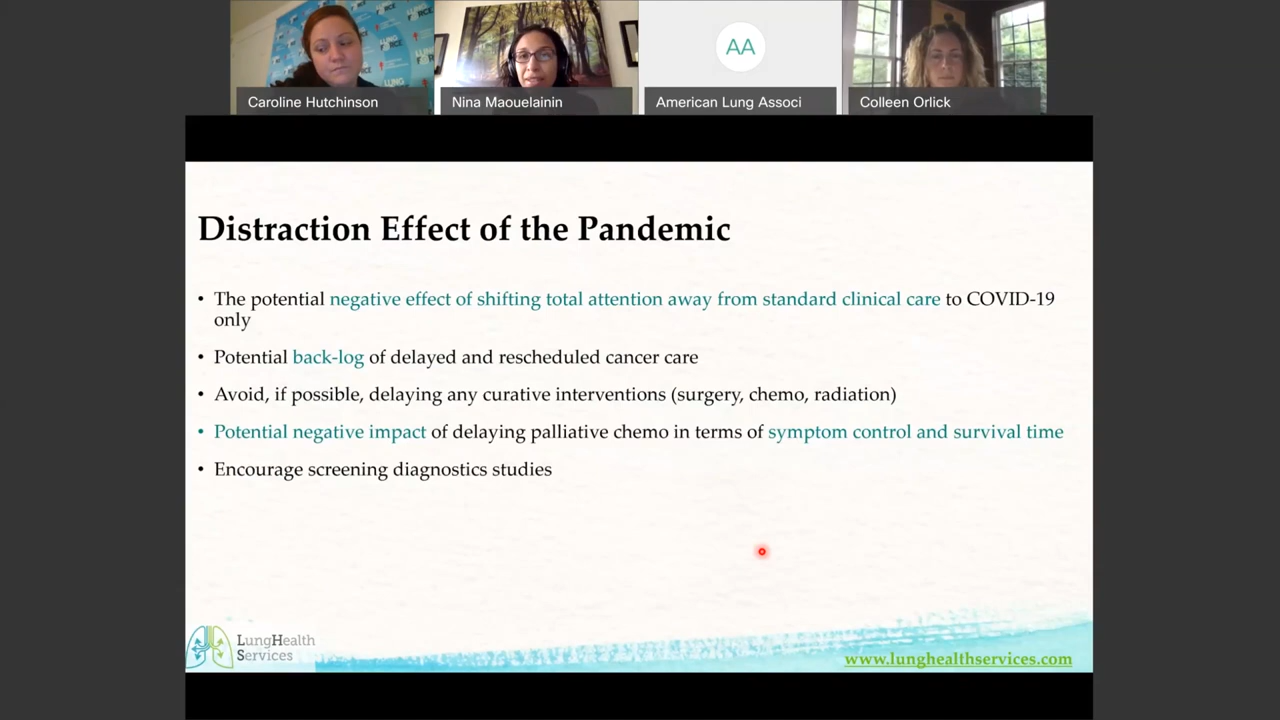 Caroline Hutchinson
Nina Maouelainin
AA
American Lung Associ
Colleen Orlick
Distraction Effect of the Pandemic
• The potential negative effect of shifting total attention away from standard clinical care to COVID-19
only
• Potential back-log of delayed and rescheduled cancer care
• Avoid, if possible, delaying any curative interventions (surgery, chemo, radiation)
• Potential negative impact of delaying palliative chemo in terms of symptom control and survival time
• Encourage screening diagnostics studies
LungHealth
Services
www.lunghealthservices.com